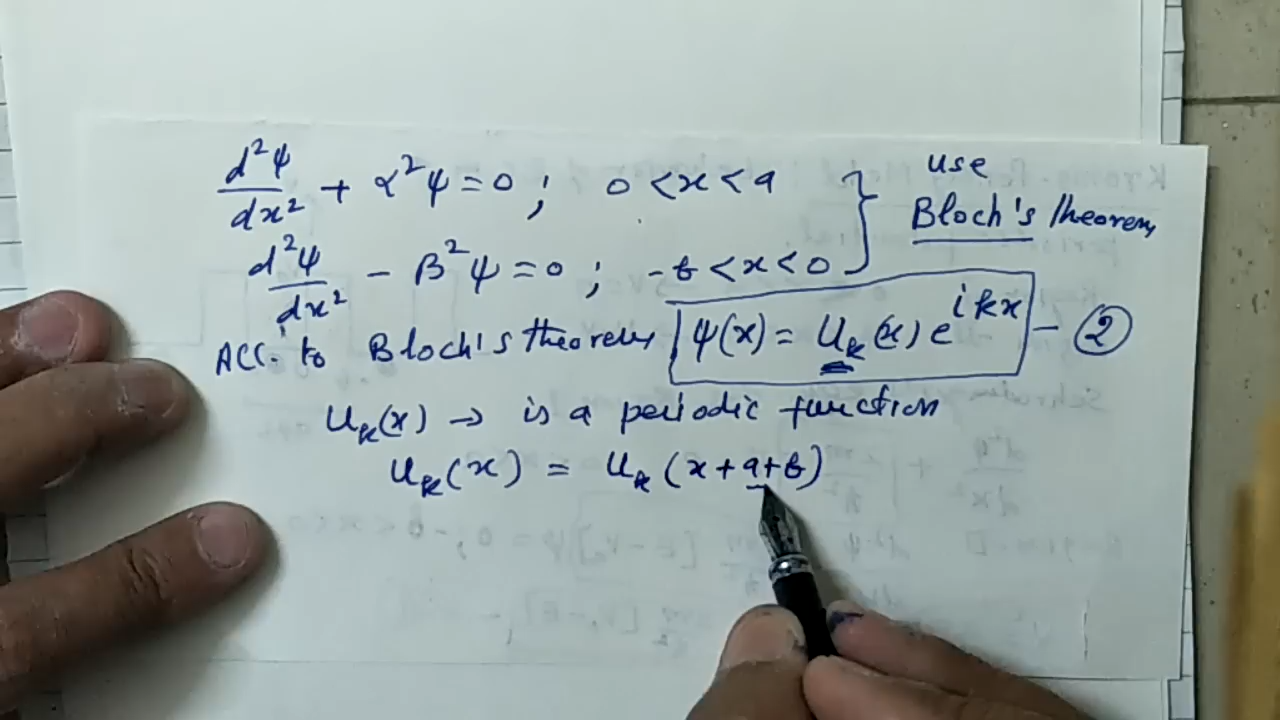 d²ψ/dx² + α²ψ = 0 ; 0 < x < a
use
Bloch's theorem
d²ψ/dx² - β²ψ = 0 ; -b < x < 0
Acc. to Bloch's theorem ψ(x) = U_k(x) e^{ikx} - ②
U_k(x) → is a periodic function
U_k(x) = U_k(x+a+b)